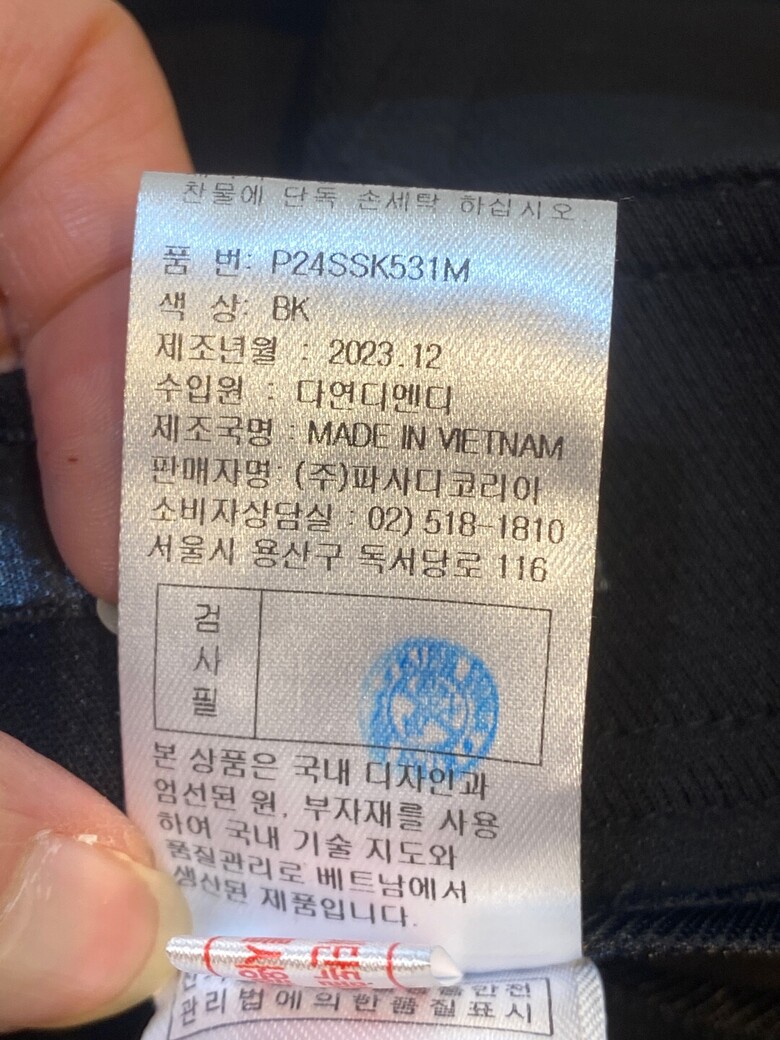 찬물에 단독 손세탁 하십시오
품 번: P24SSK531M
색 상: BK
제조년월 : 2023.12
수입원 : 다연디엔디
제조국명 : MADE IN VIETNAM
판매자명: (주)파사디코리아
소비자상담실 : 02) 518-1810
서울시 용산구 독서당로 116
검
사
필
본 상품은 국내 디자인과
엄선된 원, 부자재를 사용
하여 국내 기술 지도와
품질관리로 베트남에서
생산된 제품입니다.
관리법에의한품질표시